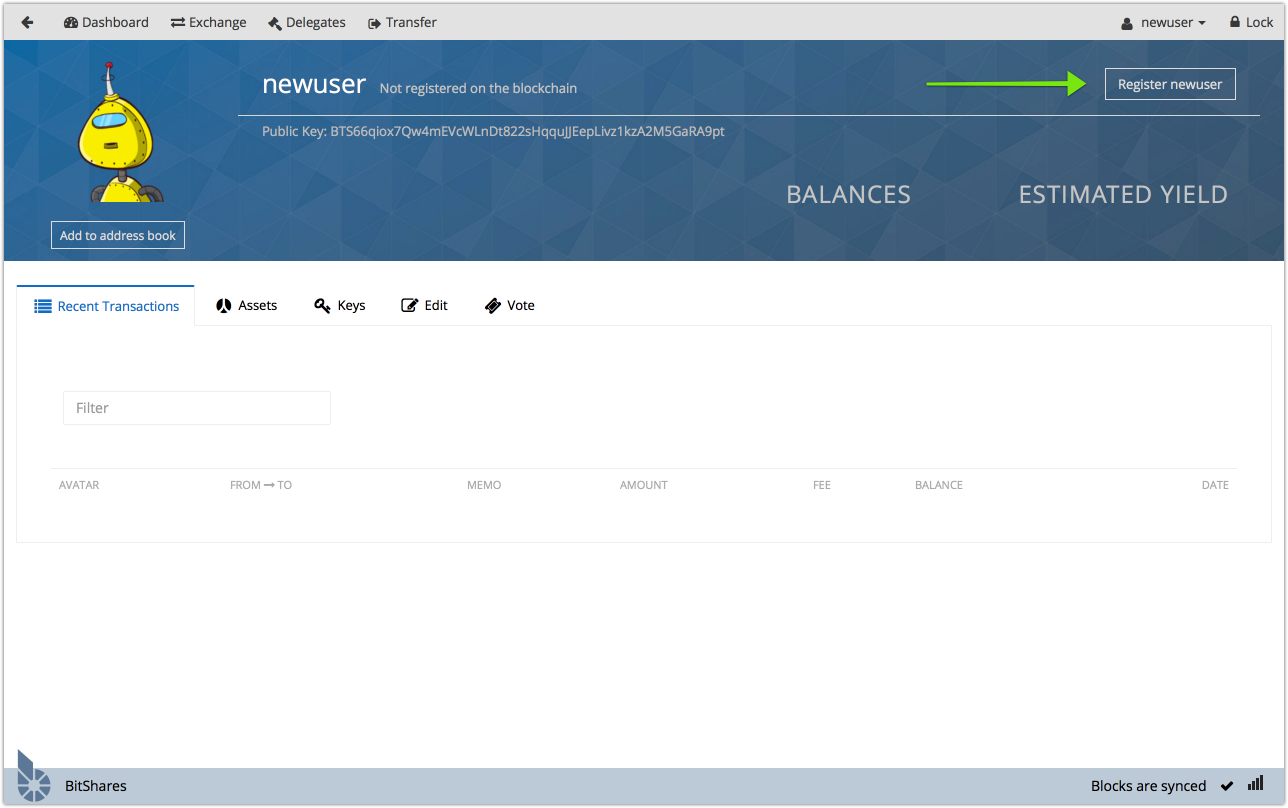 Dashboard Exchange Delegates Transfer newuser Lock
newuser Not registered on the blockchain Register newuser
Public Key: BTS66qiox7Qw4mEVcWLnDt822sHqquJJEepLivz1kzA2M5GaRA9pt
BALANCES ESTIMATED YIELD
Add to address book
Recent Transactions Assets Keys Edit Vote
Filter
AVATAR FROM TO MEMO AMOUNT FEE BALANCE DATE
BitShares Blocks are synced